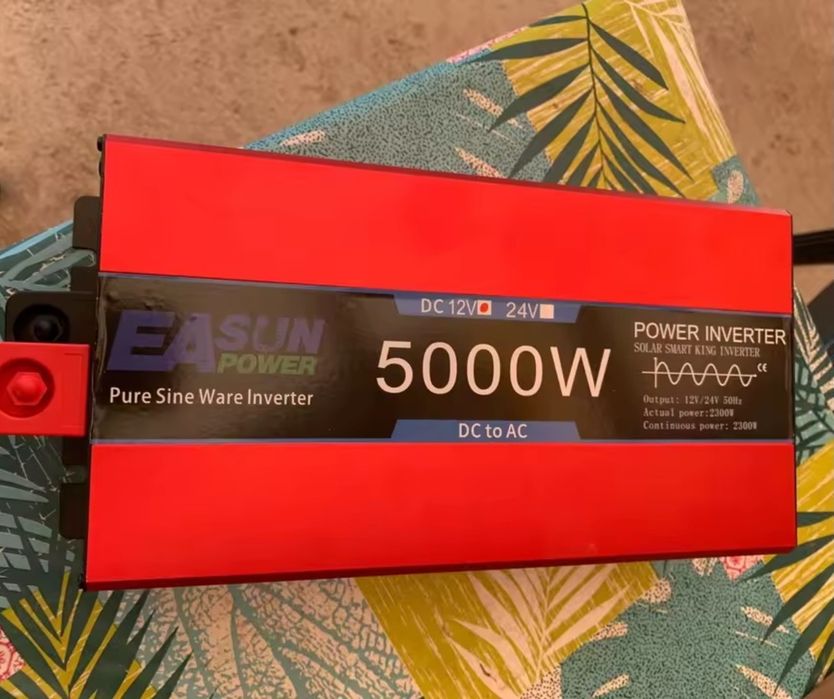 EASUN
POWER
Pure Sine Ware Inverter
DC 12V 24V
5000W
DC to AC
POWER INVERTER
SOLAR SMART KING INVERTER
CE
Output: 12V/24V 50Hz
Actual power:2300W
Continuous power: 2300W